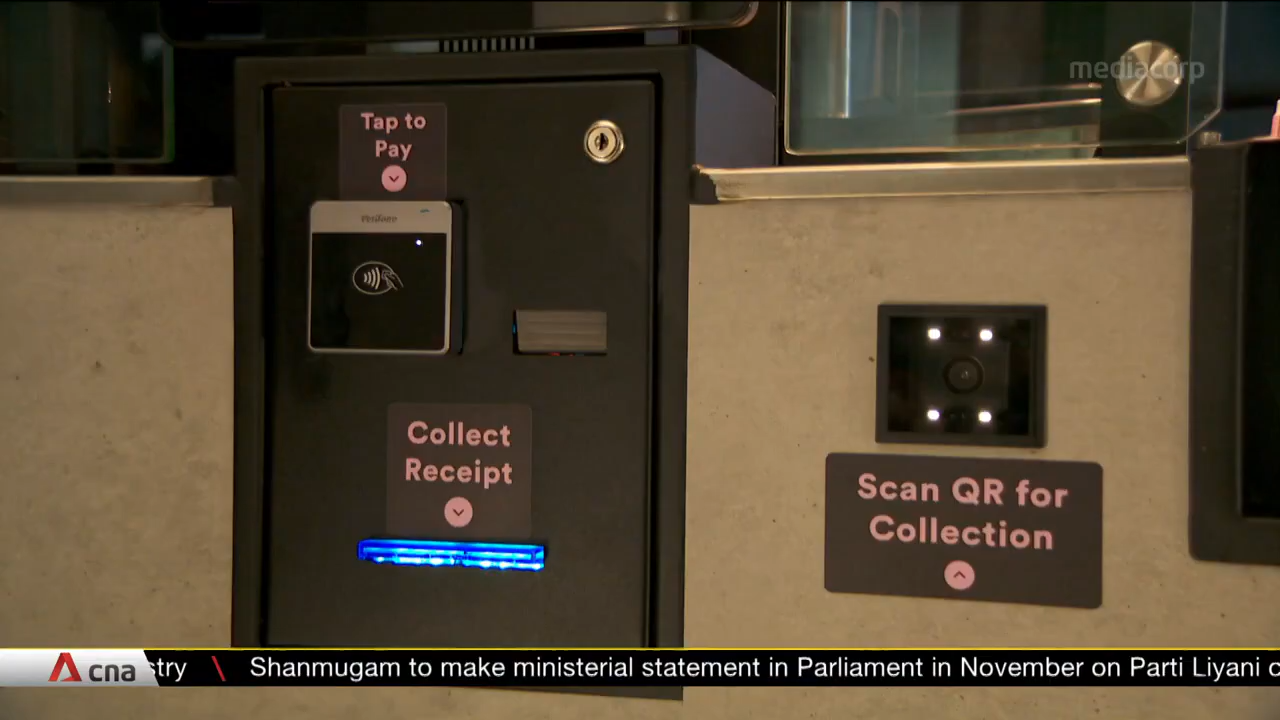 mediacorp
Tap to
Pay
Verifone
Collect
Receipt
Scan QR for
Collection
cna
stry \ Shanmugam to make ministerial statement in Parliament in November on Parti Liyani c